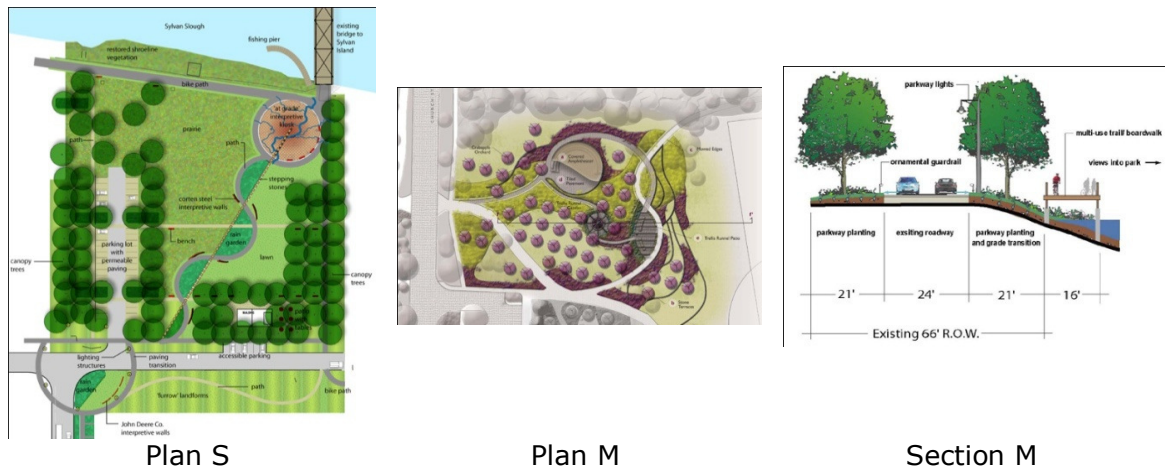 Sylvan Slough
existing
bridge to
Sylvan
Island
fishing pier
restored shoreline
vegetation
bike path
'at grade'
interpretive
kiosk
prairie
path
path
stepping
stones
corten steel
interpretive walls
rain
garden
bench
lawn
parking lot
with
permeable
paving
canopy
trees
canopy
trees
accessible parking
lighting
structures
paving
transition
path
rain
garden
'furrow' landforms
bike path
John Deere Co.
interpretive walls
Plan S
Orchard
Plan M
parkway lights
multi-use trail/ boardwalk
ornamental guardrail
views into park
parkway planting
exsiting roadway
parkway planting
and grade transition
21'
24'
21'
16'
Existing 66' R.O.W.
Section M